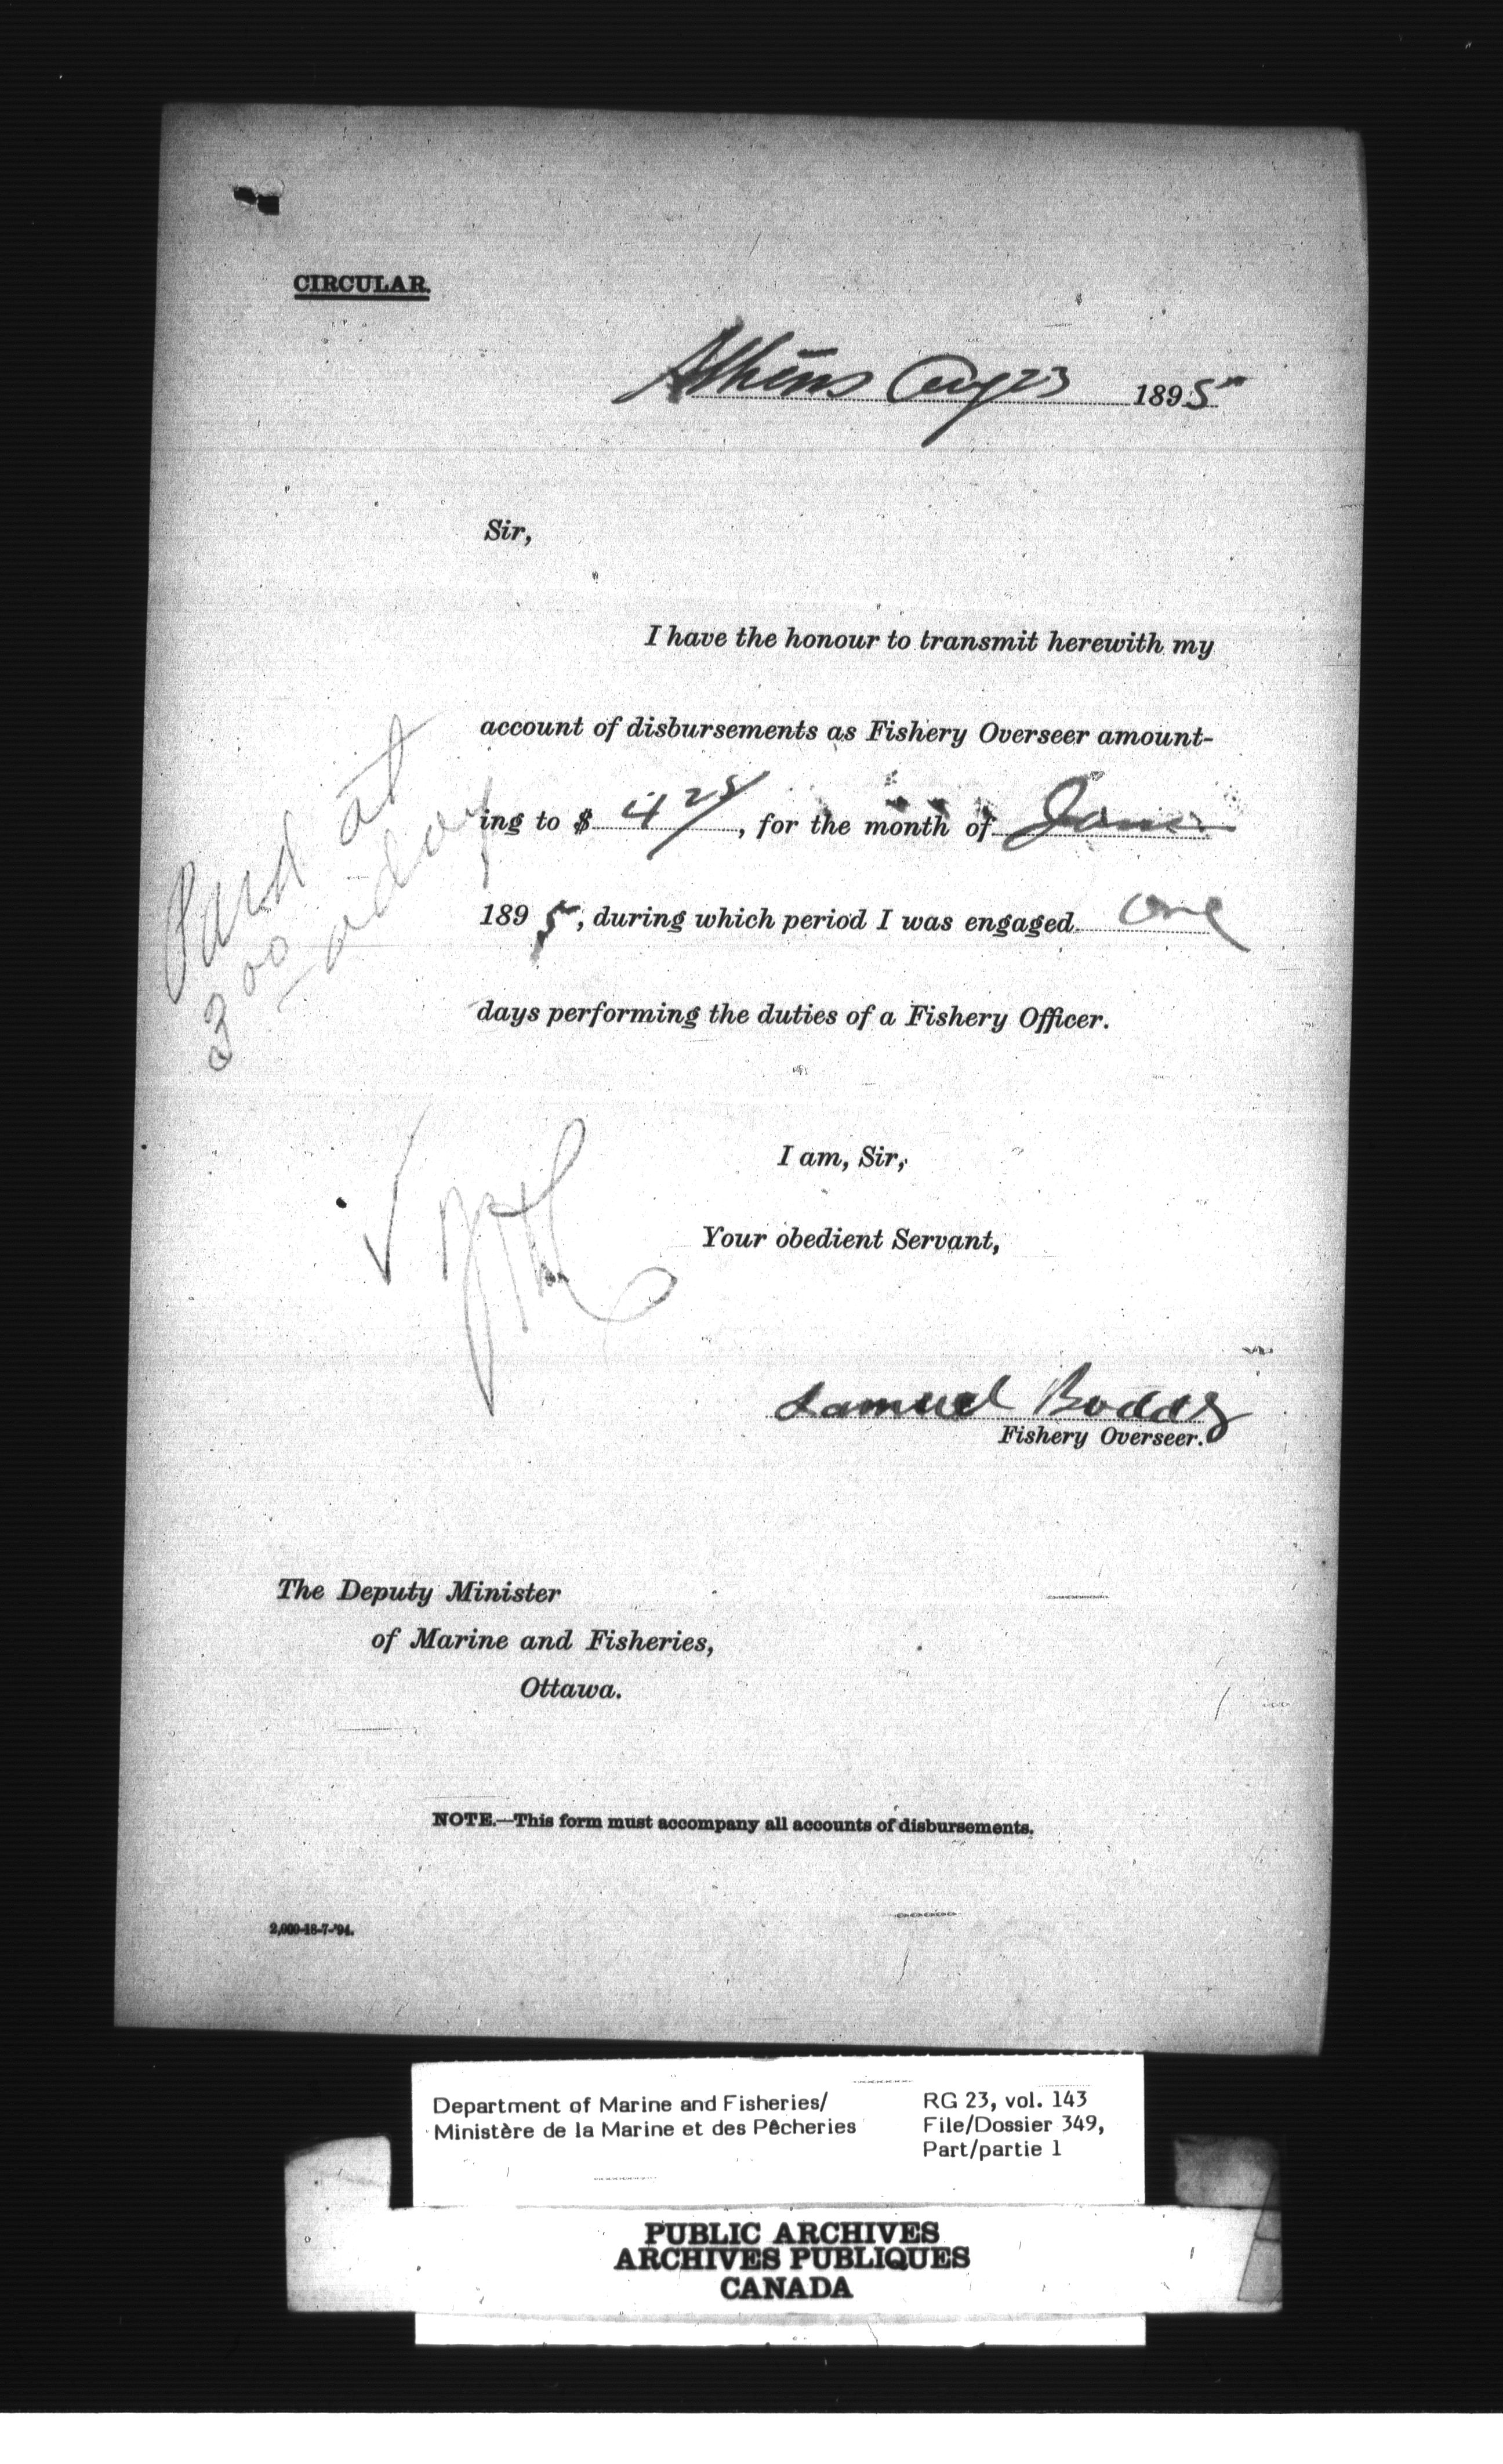 CIRCULAR.
Athens Aug 23 1895
Sir,
I have the honour to transmit herewith my
account of disbursements as Fishery Overseer amount-
ing to $ 4 25, for the month of
1895, during which period I was engaged one
days performing the duties of a Fishery Officer.
Paid at
3 00 a day
I am, Sir,
Your obedient Servant,
Samuel Boddy
Fishery Overseer.
The Deputy Minister
of Marine and Fisheries,
Ottawa.
NOTE.—This form must accompany all accounts of disbursements.
2,000-18-7-'94.
Department of Marine and Fisheries/
Ministère de la Marine et des Pêcheries
RG 23, vol. 143
File/Dossier 349,
Part/partie 1
PUBLIC ARCHIVES
ARCHIVES PUBLIQUES
CANADA